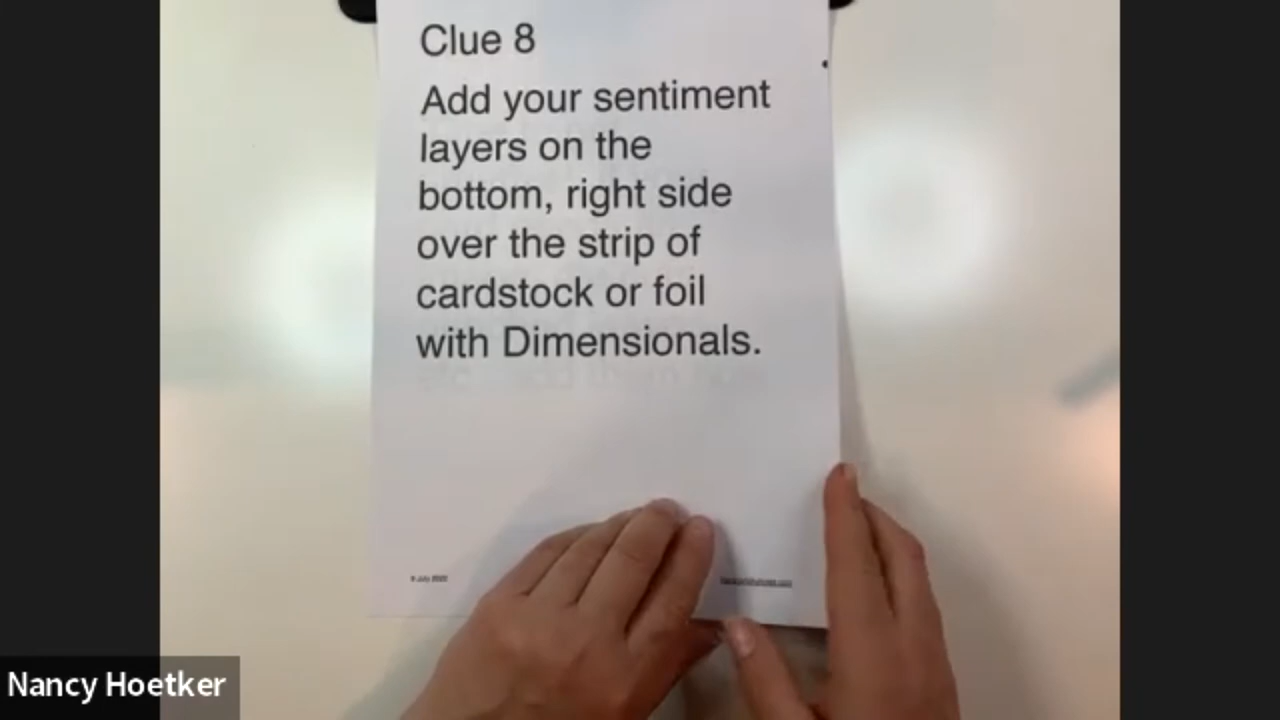 Clue 8
Add your sentiment
layers on the
bottom, right side
over the strip of
cardstock or foil
with Dimensionals.
Nancy Hoetker